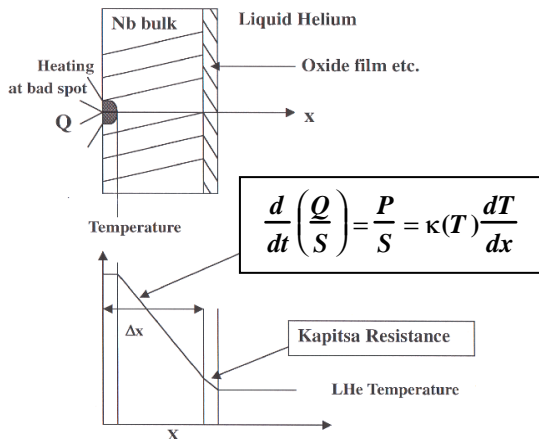 Nb bulk
Liquid Helium
Heating
at bad spot
Oxide film etc.
Q
x
d/dt (Q/S) = P/S = κ(T) dT/dx
Temperature
Δx
Kapitsa Resistance
LHe Temperature
x